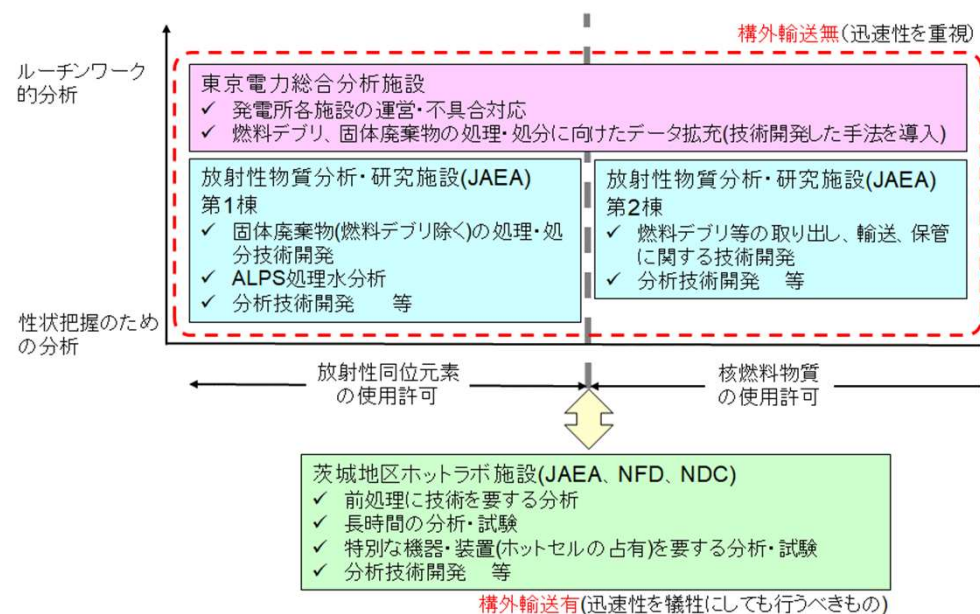 構外輸送無(迅速性を重視)
ルーチンワーク
的分析
東京電力総合分析施設
✓ 発電所各施設の運営・不具合対応
✓ 燃料デブリ、固体廃棄物の処理・処分に向けたデータ拡充(技術開発した手法を導入)
放射性物質分析・研究施設(JAEA)
第1棟
✓ 固体廃棄物(燃料デブリ除く)の処理・処
分技術開発
✓ ALPS処理水分析
✓ 分析技術開発 等
放射性物質分析・研究施設(JAEA)
第2棟
✓ 燃料デブリ等の取り出し、輸送、保管
に関する技術開発
✓ 分析技術開発 等
性状把握のため
の分析
放射性同位元素
の使用許可
核燃料物質
の使用許可
茨城地区ホットラボ施設(JAEA、NFD、NDC)
✓ 前処理に技術を要する分析
✓ 長時間の分析・試験
✓ 特別な機器・装置(ホットセルの占有)を要する分析・試験
✓ 分析技術開発 等
構外輸送有(迅速性を犠牲にしても行うべきもの)